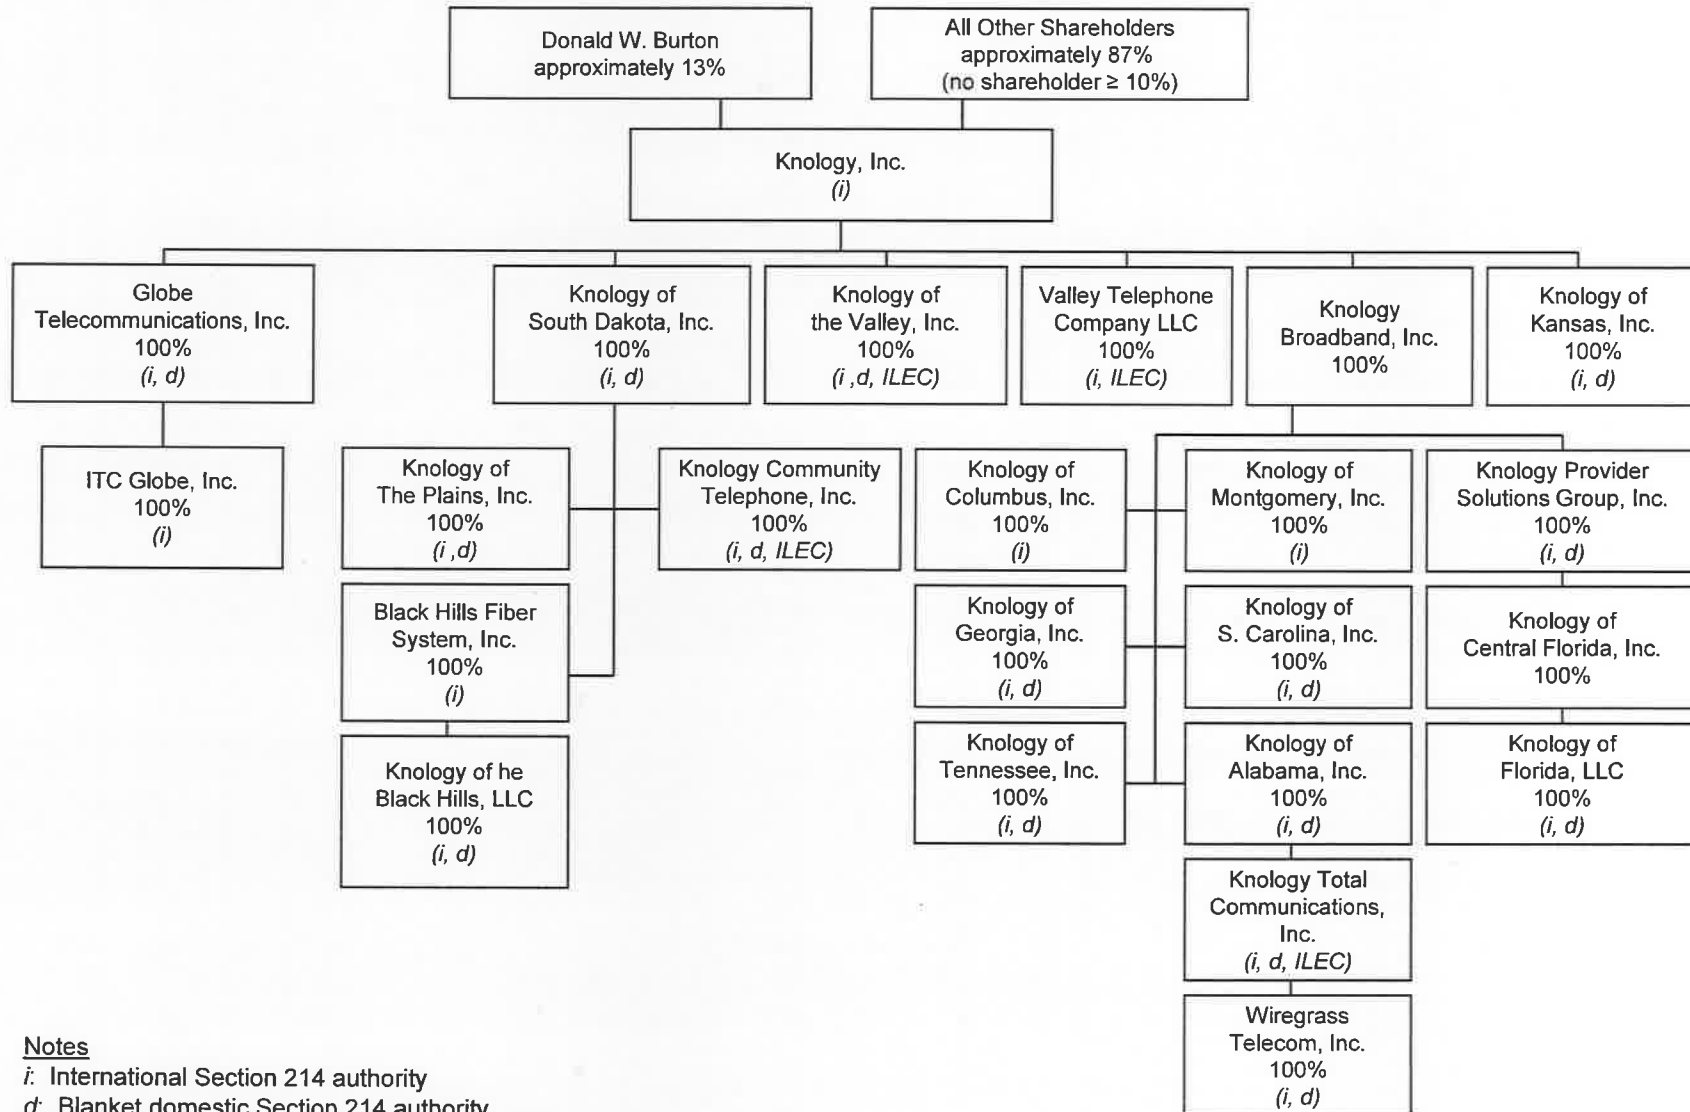 Donald W. Burton
approximately 13%
All Other Shareholders
approximately 87%
(no shareholder ≥ 10%)
Knology, Inc.
(i)
Globe
Telecommunications, Inc.
100%
(i, d)
Knology of
South Dakota, Inc.
100%
(i, d)
Knology of
the Valley, Inc.
100%
(i ,d, ILEC)
Valley Telephone
Company LLC
100%
(i, ILEC)
Knology
Broadband, Inc.
100%
Knology of
Kansas, Inc.
100%
(i, d)
ITC Globe, Inc.
100%
(i)
Knology of
The Plains, Inc.
100%
(i ,d)
Knology Community
Telephone, Inc.
100%
(i, d, ILEC)
Knology of
Columbus, Inc.
100%
(i)
Knology of
Montgomery, Inc.
100%
(i)
Knology Provider
Solutions Group, Inc.
100%
(i, d)
Black Hills Fiber
System, Inc.
100%
(i)
Knology of
Georgia, Inc.
100%
(i, d)
Knology of
S. Carolina, Inc.
100%
(i, d)
Knology of
Central Florida, Inc.
100%
Knology of he
Black Hills, LLC
100%
(i, d)
Knology of
Tennessee, Inc.
100%
(i, d)
Knology of
Alabama, Inc.
100%
(i, d)
Knology of
Florida, LLC
100%
(i, d)
Knology Total
Communications,
Inc.
(i, d, ILEC)
Wiregrass
Telecom, Inc.
100%
(i, d)
Notes
i: International Section 214 authority
d: Blanket domestic Section 214 authority